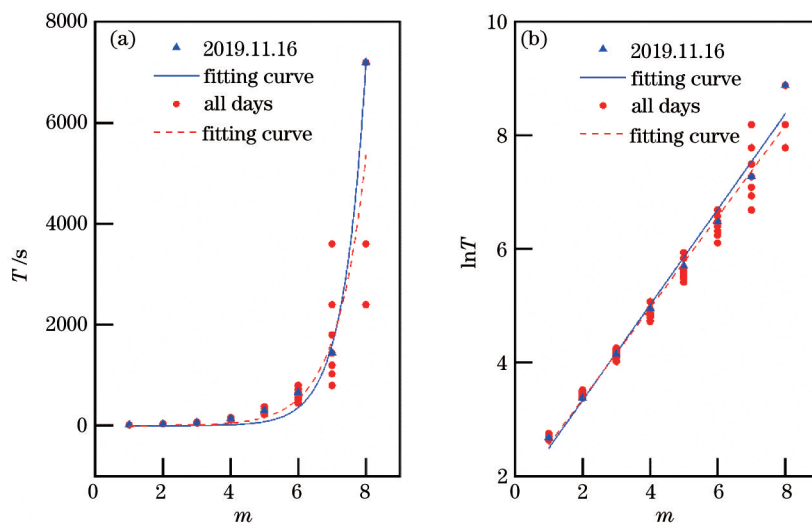 (a)
2019.11.16
fitting curve
all days
fitting curve
8000
6000
4000
2000
0
0
2
4
6
8
T/s
m
(b)
2019.11.16
fitting curve
all days
fitting curve
10
8
6
4
2
0
2
4
6
8
lnT
m